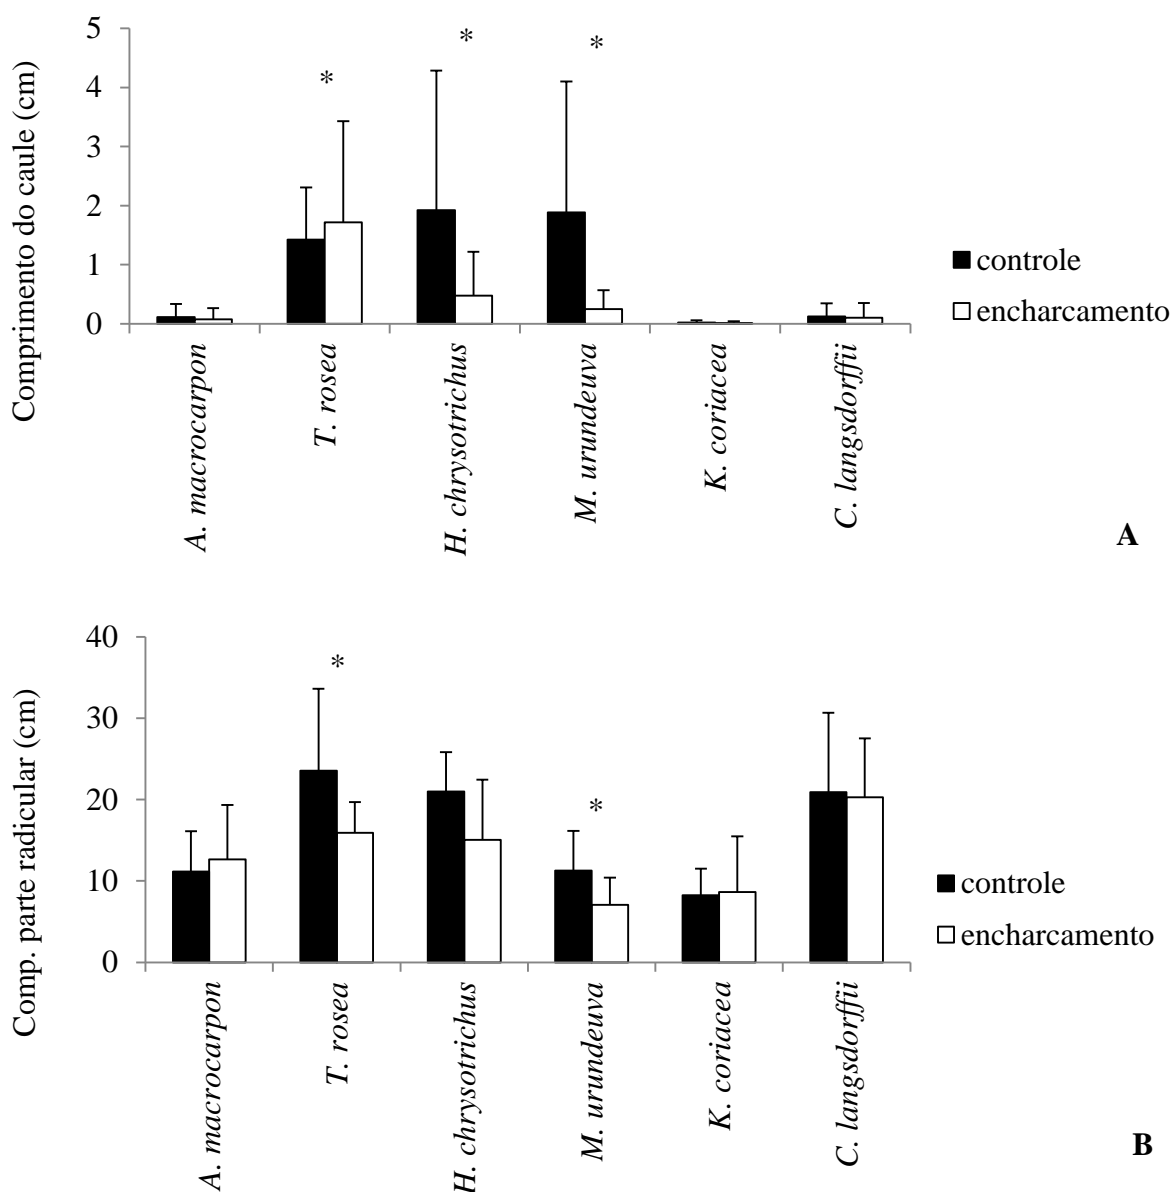 Comprimento do caule (cm)
5
4
3
2
1
0
*
*
*
A. macrocarpon
T. rosea
H. chrysotrichus
M. urundeuva
K. coriacea
C. langsdorffii
controle
encharcamento
A
Comp. parte radicular (cm)
40
30
20
10
0
*
*
A. macrocarpon
T. rosea
H. chrysotrichus
M. urundeuva
K. coriacea
C. langsdorffii
controle
encharcamento
B